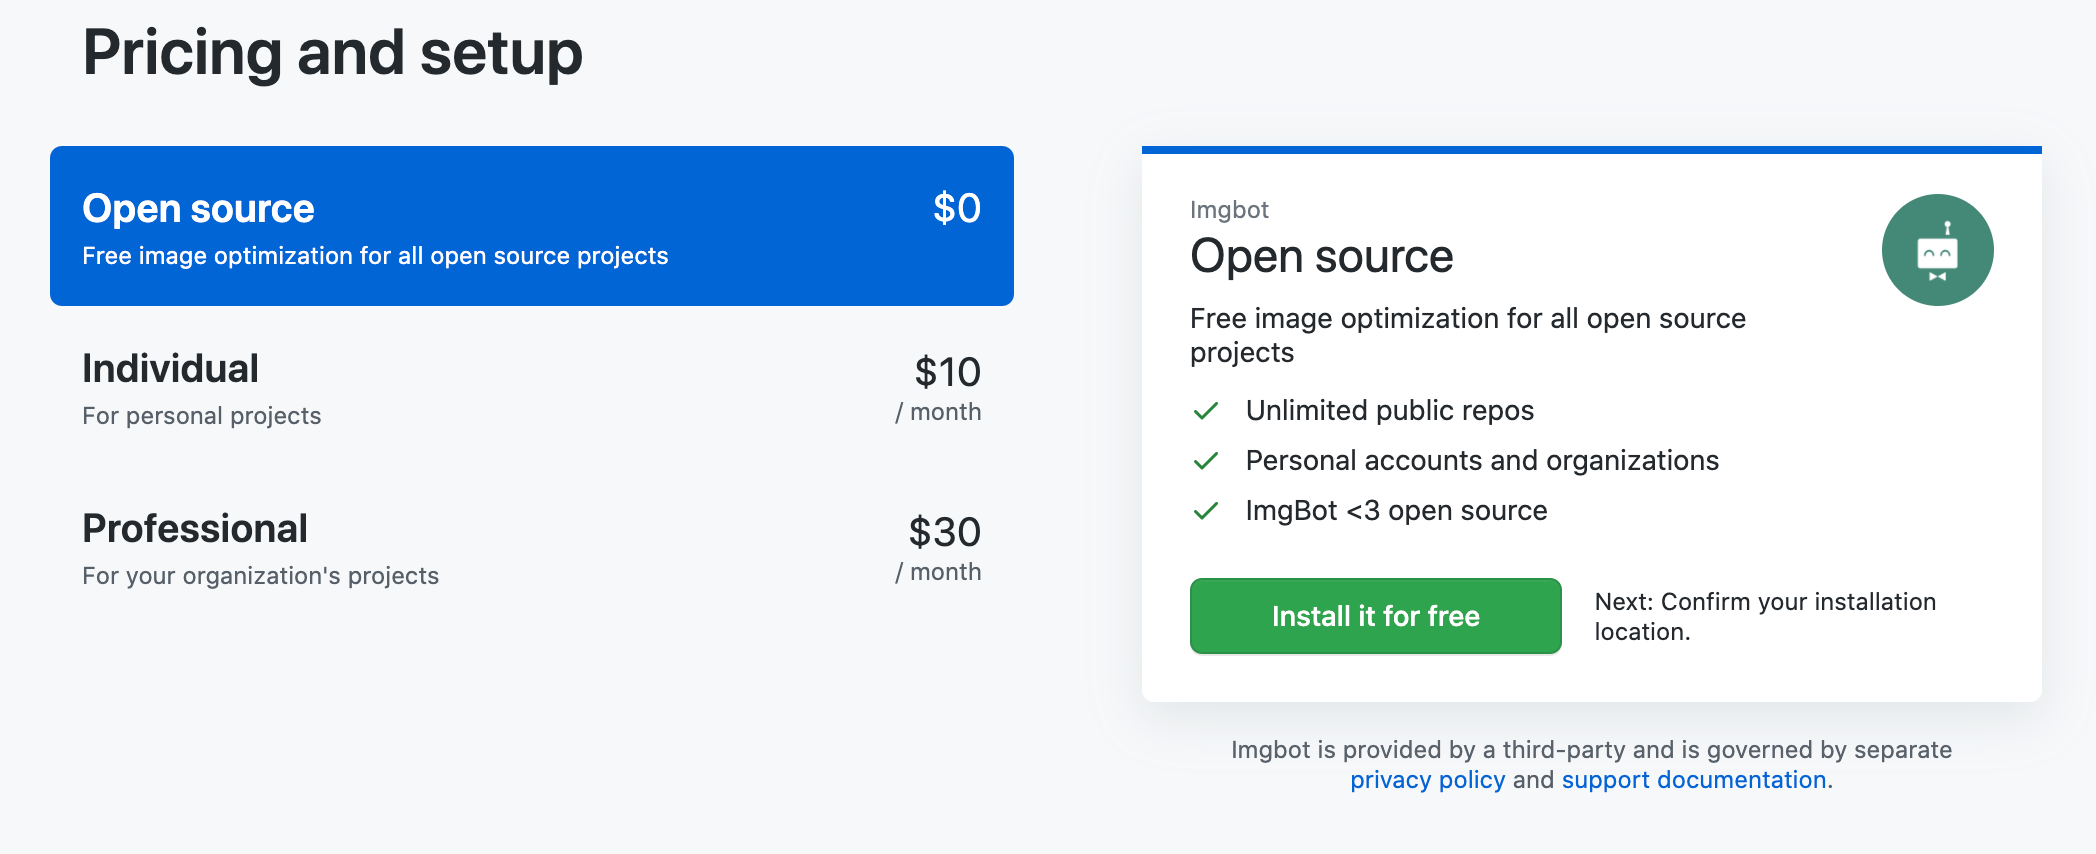 Pricing and setup
Open source
$0
Free image optimization for all open source projects
Individual
$10
For personal projects
/ month
Professional
$30
For your organization's projects
/ month
Imgbot
Open source
Free image optimization for all open source
projects
Unlimited public repos
Personal accounts and organizations
ImgBot <3 open source
Install it for free
Next: Confirm your installation
location.
Imgbot is provided by a third-party and is governed by separate
privacy policy and support documentation.